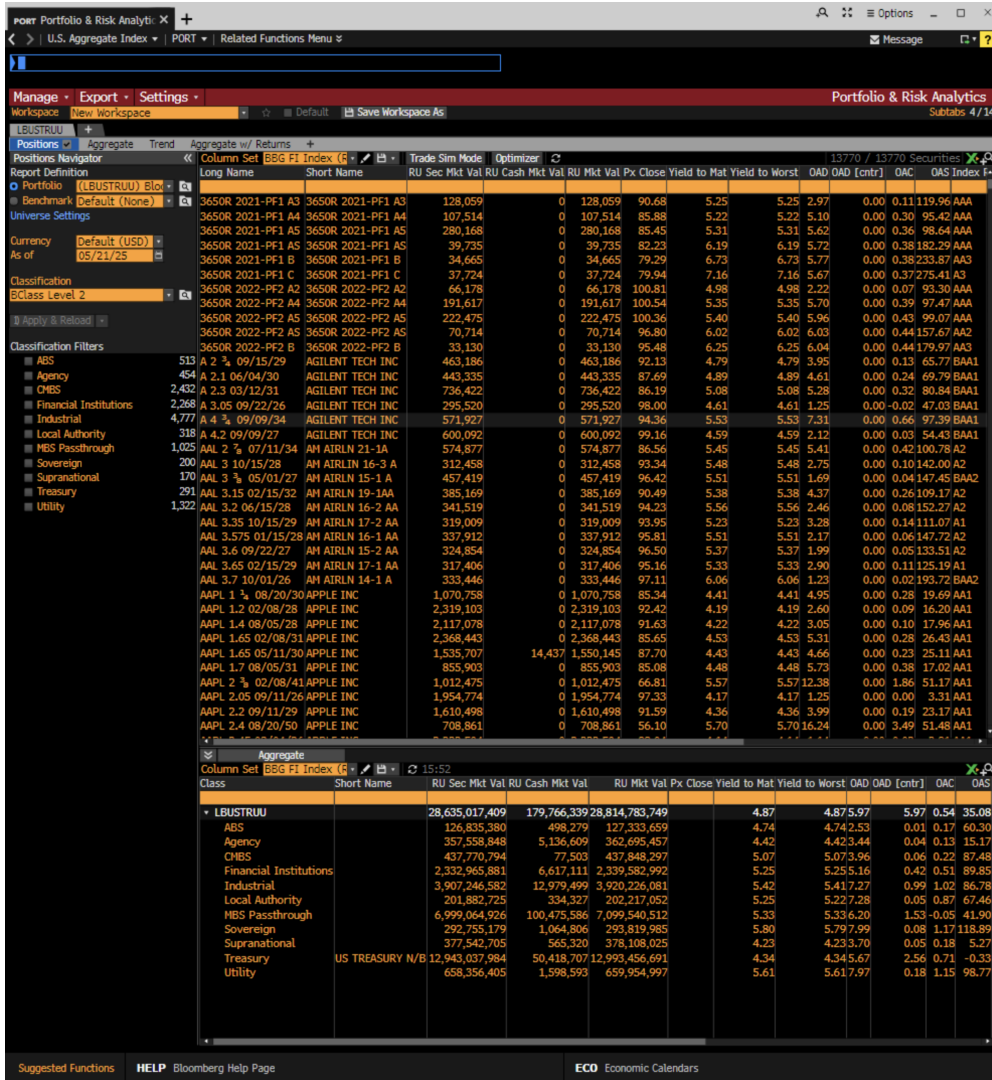 PORT Portfolio & Risk Analytic X +
Options
U.S. Aggregate Index PORT Related Functions Menu
Message ?
Manage Export Settings Portfolio & Risk Analytics
Workspace New Workspace Default Save Workspace As Subtabs 4/14
LBUSTRUU +
Positions Aggregate Trend Aggregate w/ Returns +
Positions Navigator « Column Set BBG FI Index (R Trade Sim Mode Optimizer 13770 / 13770 Securities
Report Definition
Portfolio (LBUSTRUU) Blo
Benchmark Default (None)
Universe Settings
Currency Default (USD)
As of 05/21/25
Classification
BClass Level 2
Apply & Reload
Classification Filters
ABS 513
Agency 454
CMBS 2,432
Financial Institutions 2,268
Industrial 4,777
Local Authority 318
MBS Passthrough 1,025
Sovereign 200
Supranational 170
Treasury 291
Utility 1,322
Long Name Short Name RU Sec Mkt Val RU Cash Mkt Val RU Mkt Val Px Close Yield to Mat Yield to Worst OAD OAD [cntr] OAC OAS Index R
3650R 2021-PF1 A3 3650R 2021-PF1 A3 128,059 0 128,059 90.68 5.25 5.25 2.97 0.00 0.11 119.96 AAA
3650R 2021-PF1 A4 3650R 2021-PF1 A4 107,514 0 107,514 85.88 5.22 5.22 5.10 0.00 0.30 95.42 AAA
3650R 2021-PF1 A5 3650R 2021-PF1 A5 280,168 0 280,168 85.45 5.31 5.31 5.62 0.00 0.36 98.64 AAA
3650R 2021-PF1 AS 3650R 2021-PF1 AS 39,735 0 39,735 82.23 6.19 6.19 5.72 0.00 0.38 182.29 AAA
3650R 2021-PF1 B 3650R 2021-PF1 B 34,665 0 34,665 79.29 6.73 6.73 5.77 0.00 0.38 233.87 AA3
3650R 2021-PF1 C 3650R 2021-PF1 C 37,724 0 37,724 79.94 7.16 7.16 5.67 0.00 0.37 275.41 A3
3650R 2022-PF2 A2 3650R 2022-PF2 A2 66,178 0 66,178 100.81 4.98 4.98 2.22 0.00 0.07 93.30 AAA
3650R 2022-PF2 A4 3650R 2022-PF2 A4 191,617 0 191,617 100.54 5.35 5.35 5.70 0.00 0.39 97.47 AAA
3650R 2022-PF2 A5 3650R 2022-PF2 A5 222,475 0 222,475 100.36 5.40 5.40 5.96 0.00 0.43 99.07 AAA
3650R 2022-PF2 AS 3650R 2022-PF2 AS 70,714 0 70,714 96.80 6.02 6.02 6.03 0.00 0.44 157.67 AA2
3650R 2022-PF2 B 3650R 2022-PF2 B 33,130 0 33,130 95.48 6.25 6.25 6.04 0.00 0.44 179.97 AA3
A 2 ¾ 09/15/29 AGILENT TECH INC 463,186 0 463,186 92.13 4.79 4.79 3.95 0.00 0.13 65.77 BAA1
A 2.1 06/04/30 AGILENT TECH INC 443,335 0 443,335 87.69 4.89 4.89 4.61 0.00 0.24 69.79 BAA1
A 2.3 03/12/31 AGILENT TECH INC 736,422 0 736,422 86.19 5.08 5.08 5.28 0.00 0.32 80.84 BAA1
A 3.05 09/22/26 AGILENT TECH INC 295,520 0 295,520 98.00 4.61 4.61 1.25 0.00 -0.02 47.03 BAA1
A 4 ¾ 09/09/34 AGILENT TECH INC 571,927 0 571,927 94.36 5.53 5.53 7.31 0.00 0.66 97.39 BAA1
A 4.2 09/09/27 AGILENT TECH INC 600,092 0 600,092 99.16 4.59 4.59 2.12 0.00 0.03 54.43 BAA1
AAL 2 ⅞ 07/11/34 AM AIRLN 21-1A 574,877 0 574,877 86.56 5.45 5.45 5.41 0.00 0.42 100.78 A2
AAL 3 10/15/28 AM AIRLIN 16-3 A 312,458 0 312,458 93.34 5.48 5.48 2.75 0.00 0.10 142.00 A2
AAL 3 ⅜ 05/01/27 AM AIRLN 15-1 A 457,419 0 457,419 96.42 5.51 5.51 1.69 0.00 0.04 147.45 BAA2
AAL 3.15 02/15/32 AM AIRLN 19-1AA 385,169 0 385,169 90.49 5.38 5.38 4.37 0.00 0.26 109.17 A2
AAL 3.2 06/15/28 AM AIRLN 16-2 AA 341,519 0 341,519 94.23 5.56 5.56 2.46 0.00 0.08 152.27 A2
AAL 3.35 10/15/29 AM AIRLN 17-2 AA 319,009 0 319,009 93.95 5.23 5.23 3.28 0.00 0.14 111.07 A1
AAL 3.575 01/15/28 AM AIRLN 16-1 AA 337,912 0 337,912 95.81 5.51 5.51 2.17 0.00 0.06 147.72 A2
AAL 3.6 09/22/27 AM AIRLN 15-2 AA 324,854 0 324,854 96.50 5.37 5.37 1.99 0.00 0.05 133.51 A2
AAL 3.65 02/15/29 AM AIRLN 17-1 AA 317,406 0 317,406 95.16 5.33 5.33 2.90 0.00 0.11 125.19 A1
AAL 3.7 10/01/26 AM AIRLN 14-1 A 333,446 0 333,446 97.11 6.06 6.06 1.23 0.00 0.02 193.72 BAA2
AAPL 1 ¼ 08/20/30 APPLE INC 1,070,758 0 1,070,758 85.34 4.41 4.41 4.95 0.00 0.28 19.69 AA1
AAPL 1.2 02/08/28 APPLE INC 2,319,103 0 2,319,103 92.42 4.19 4.19 2.60 0.00 0.09 16.20 AA1
AAPL 1.4 08/05/28 APPLE INC 2,117,078 0 2,117,078 91.63 4.22 4.22 3.05 0.00 0.10 17.96 AA1
AAPL 1.65 02/08/31 APPLE INC 2,368,443 0 2,368,443 85.65 4.53 4.53 5.31 0.00 0.28 26.43 AA1
AAPL 1.65 05/11/30 APPLE INC 1,535,707 14,437 1,550,145 87.70 4.43 4.43 4.66 0.00 0.23 25.11 AA1
AAPL 1.7 08/05/31 APPLE INC 855,903 0 855,903 85.08 4.48 4.48 5.73 0.00 0.38 17.02 AA1
AAPL 2 ⅜ 02/08/41 APPLE INC 1,012,475 0 1,012,475 66.81 5.57 5.57 12.38 0.00 1.86 51.17 AA1
AAPL 2.05 09/11/26 APPLE INC 1,954,774 0 1,954,774 97.33 4.17 4.17 1.25 0.00 0.00 3.31 AA1
AAPL 2.2 09/11/29 APPLE INC 1,610,498 0 1,610,498 91.59 4.36 4.36 3.99 0.00 0.19 23.17 AA1
AAPL 2.4 08/20/50 APPLE INC 708,861 0 708,861 56.10 5.70 5.70 16.24 0.00 3.49 51.48 AA1
Aggregate
Column Set BBG FI Index (R 15:52
Class Short Name RU Sec Mkt Val RU Cash Mkt Val RU Mkt Val Px Close Yield to Mat Yield to Worst OAD OAD [cntr] OAC OAS
LBUSTRUU 28,635,017,409 179,766,339 28,814,783,749 4.87 4.87 5.97 5.97 0.54 35.08
ABS 126,835,380 498,279 127,333,659 4.74 4.74 2.53 0.01 0.17 60.30
Agency 357,558,848 5,136,609 362,695,457 4.42 4.42 3.44 0.04 0.13 15.17
CMBS 437,770,794 77,503 437,848,297 5.07 5.07 3.96 0.06 0.22 87.48
Financial Institutions 2,332,965,881 6,617,111 2,339,582,992 5.25 5.25 5.16 0.42 0.51 89.85
Industrial 3,907,246,582 12,979,499 3,920,226,081 5.42 5.41 7.27 0.99 1.02 86.78
Local Authority 201,882,725 334,327 202,217,052 5.25 5.22 7.28 0.05 0.87 67.46
MBS Passthrough 6,999,064,926 100,475,586 7,099,540,512 5.33 5.33 6.20 1.53 -0.05 41.90
Sovereign 292,755,179 1,064,806 293,819,985 5.80 5.79 7.99 0.08 1.17 118.89
Supranational 377,542,705 565,320 378,108,025 4.23 4.23 3.70 0.05 0.18 5.27
Treasury US TREASURY N/B 12,943,037,984 50,418,707 12,993,456,691 4.34 4.34 5.67 2.56 0.71 -0.33
Utility 658,356,405 1,598,593 659,954,997 5.61 5.61 7.97 0.18 1.15 98.77
Suggested Functions HELP Bloomberg Help Page ECO Economic Calendars